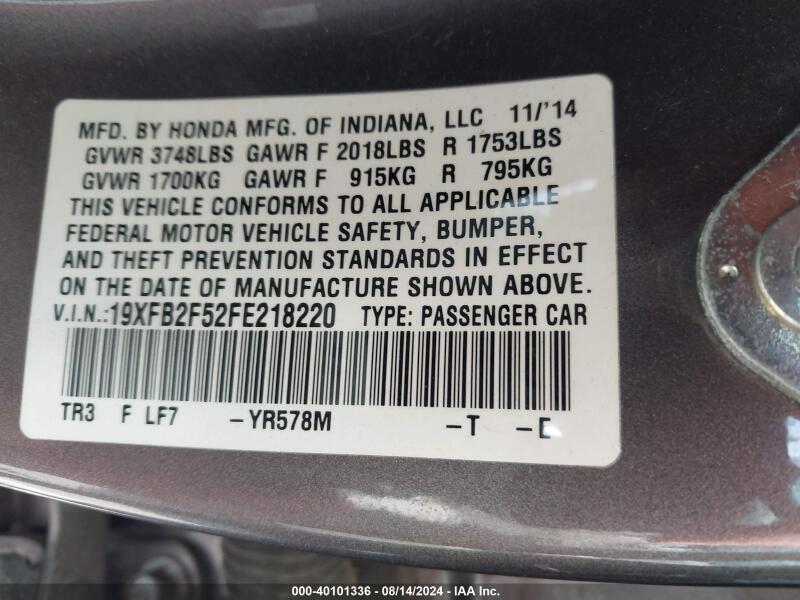 MFD. BY HONDA MFG. OF INDIANA, LLC 11/'14
GVWR 3748LBS GAWR F 2018LBS R 1753LBS
GVWR 1700KG GAWR F 915KG R 795KG
THIS VEHICLE CONFORMS TO ALL APPLICABLE
FEDERAL MOTOR VEHICLE SAFETY, BUMPER,
AND THEFT PREVENTION STANDARDS IN EFFECT
ON THE DATE OF MANUFACTURE SHOWN ABOVE.
V.I.N.:19XFB2F52FE218220 TYPE: PASSENGER CAR
TR3 F LF7 -YR578M -T -E
000-40101336 - 08/14/2024 - IAA Inc.